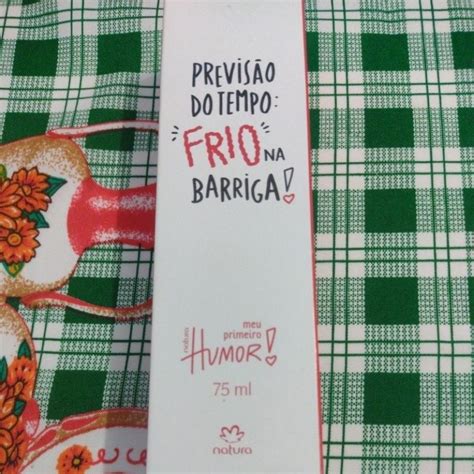 PREVISÃO
DO TEMPO:
"FRIO" NA
BARRIGA!
meu
primeiro
natura
HUMOR!
75 ml
natura